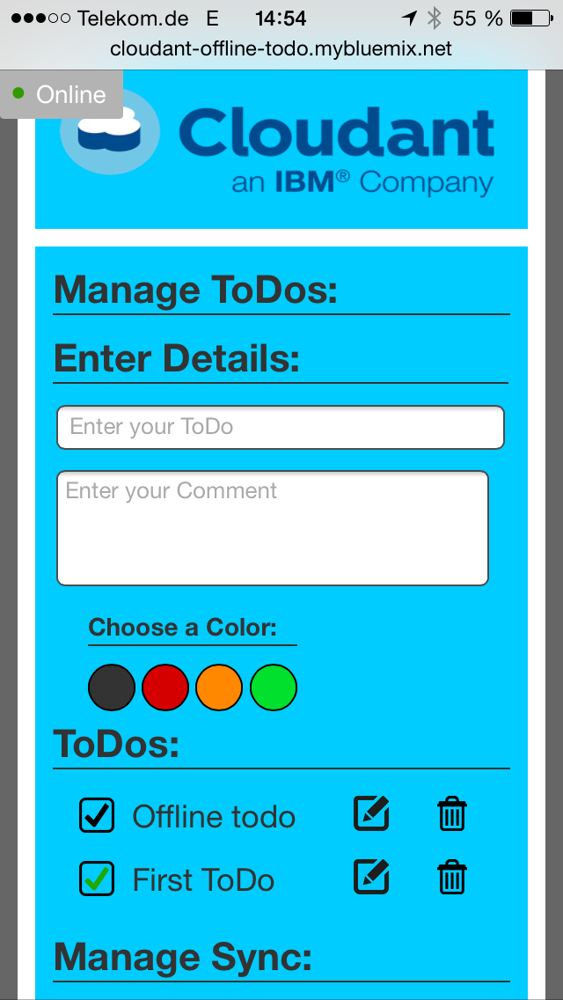 Telekom.de E 14:54 55 %
cloudant-offline-todo.mybluemix.net
Online
Cloudant
an IBM® Company
Manage ToDos:
Enter Details:
Enter your ToDo
Enter your Comment
Choose a Color:
ToDos:
Offline todo
First ToDo
Manage Sync: